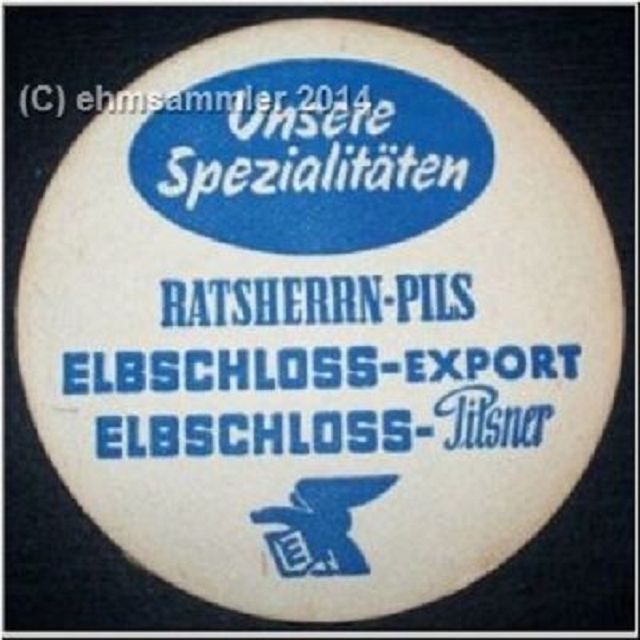 (C) ehmsammler 2014
Unsere
Spezialitäten
RATSHERRN-PILS
ELBSCHLOSS-EXPORT
ELBSCHLOSS-Pilsner
E